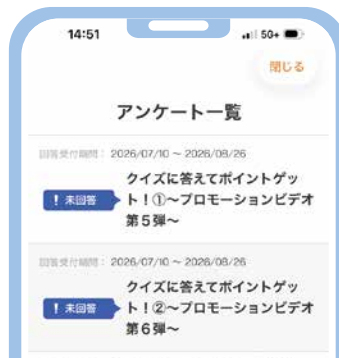 14:51
5G+
閉じる
アンケート一覧
回答受付期間： 2026/07/10 ～ 2026/08/26
クイズに答えてポイントゲッ
！ 未回答
ト！①～プロモーションビデオ
第５弾～
回答受付期間： 2026/07/10 ～ 2026/08/26
クイズに答えてポイントゲッ
！ 未回答
ト！②～プロモーションビデオ
第６弾～